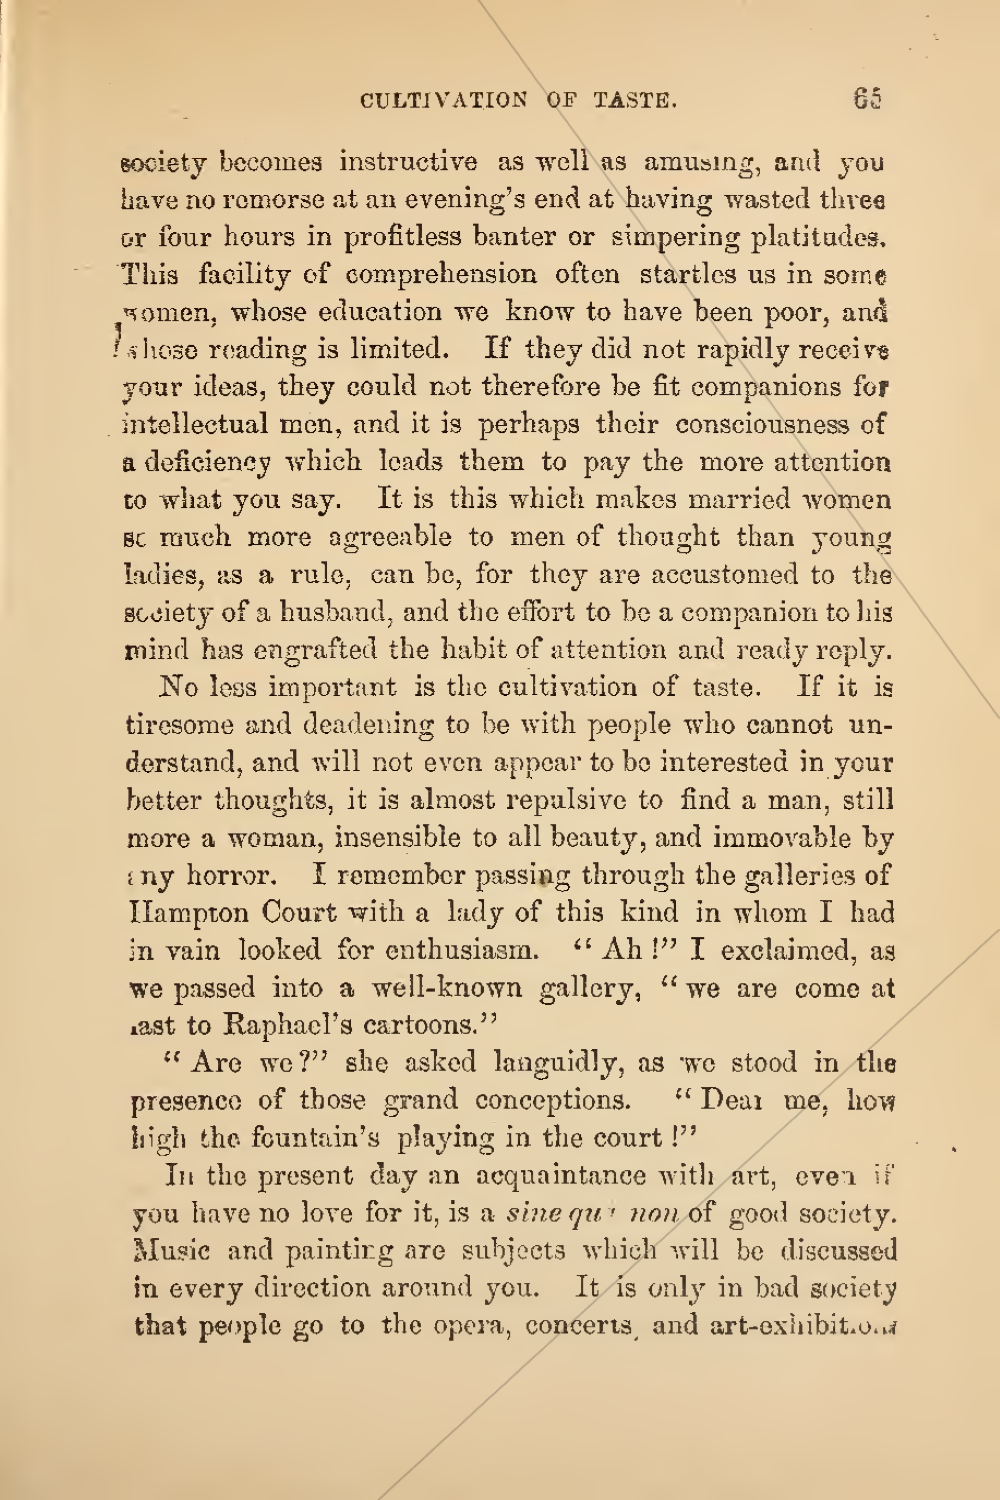 CULTIVATION OF TASTE. 65
society becomes instructive as well as amusing, and you
have no remorse at an evening's end at having wasted three
or four hours in profitless banter or simpering platitudes.
This facility of comprehension often startles us in some
women, whose education we know to have been poor, and
whose reading is limited. If they did not rapidly receive
your ideas, they could not therefore be fit companions for
intellectual men, and it is perhaps their consciousness of
a deficiency which leads them to pay the more attention
to what you say. It is this which makes married women
so much more agreeable to men of thought than young
ladies, as a rule, can be, for they are accustomed to the
society of a husband, and the effort to be a companion to his
mind has engrafted the habit of attention and ready reply.
No less important is the cultivation of taste. If it is
tiresome and deadening to be with people who cannot un-
derstand, and will not even appear to be interested in your
better thoughts, it is almost repulsive to find a man, still
more a woman, insensible to all beauty, and immovable by
any horror. I remember passing through the galleries of
Hampton Court with a lady of this kind in whom I had
in vain looked for enthusiasm. "Ah!" I exclaimed, as
we passed into a well-known gallery, "we are come at
last to Raphael's cartoons."
"Are we?" she asked languidly, as we stood in the
presence of those grand conceptions. "Dear me, how
high the fountain's playing in the court!"
In the present day an acquaintance with art, even if
you have no love for it, is a sine qua non of good society.
Music and painting are subjects which will be discussed
in every direction around you. It is only in bad society
that people go to the opera, concerts, and art-exhibitions